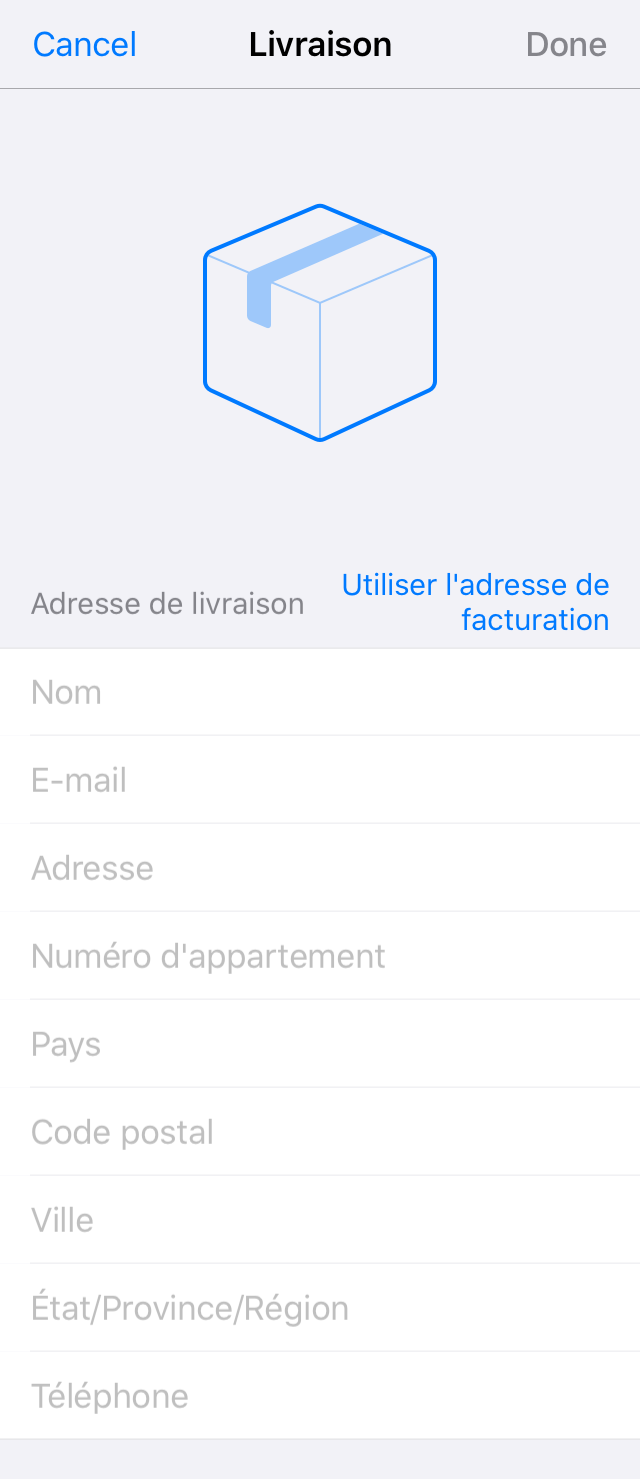 Cancel Livraison Done
Adresse de livraison
Utiliser l'adresse de
facturation
Nom
E-mail
Adresse
Numéro d'appartement
Pays
Code postal
Ville
État/Province/Région
Téléphone